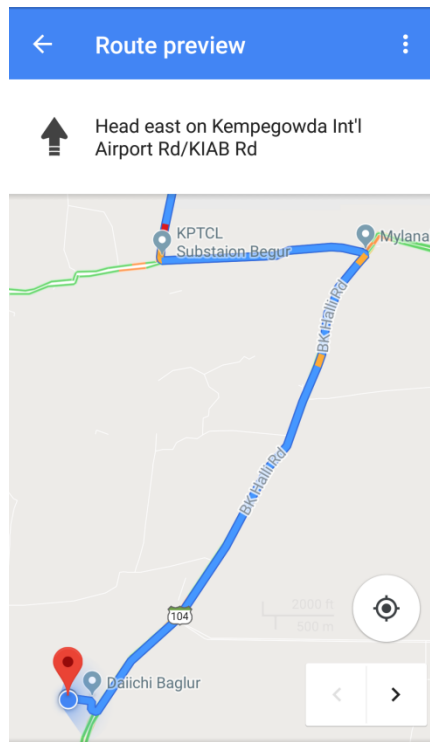 Route preview
Head east on Kempegowda Int'l
Airport Rd/KIAB Rd
KPTCL
Substaion Begur
Mylana
BK Halli Rd
BK Halli Rd
104
2000 ft
500 m
Daiichi Baglur